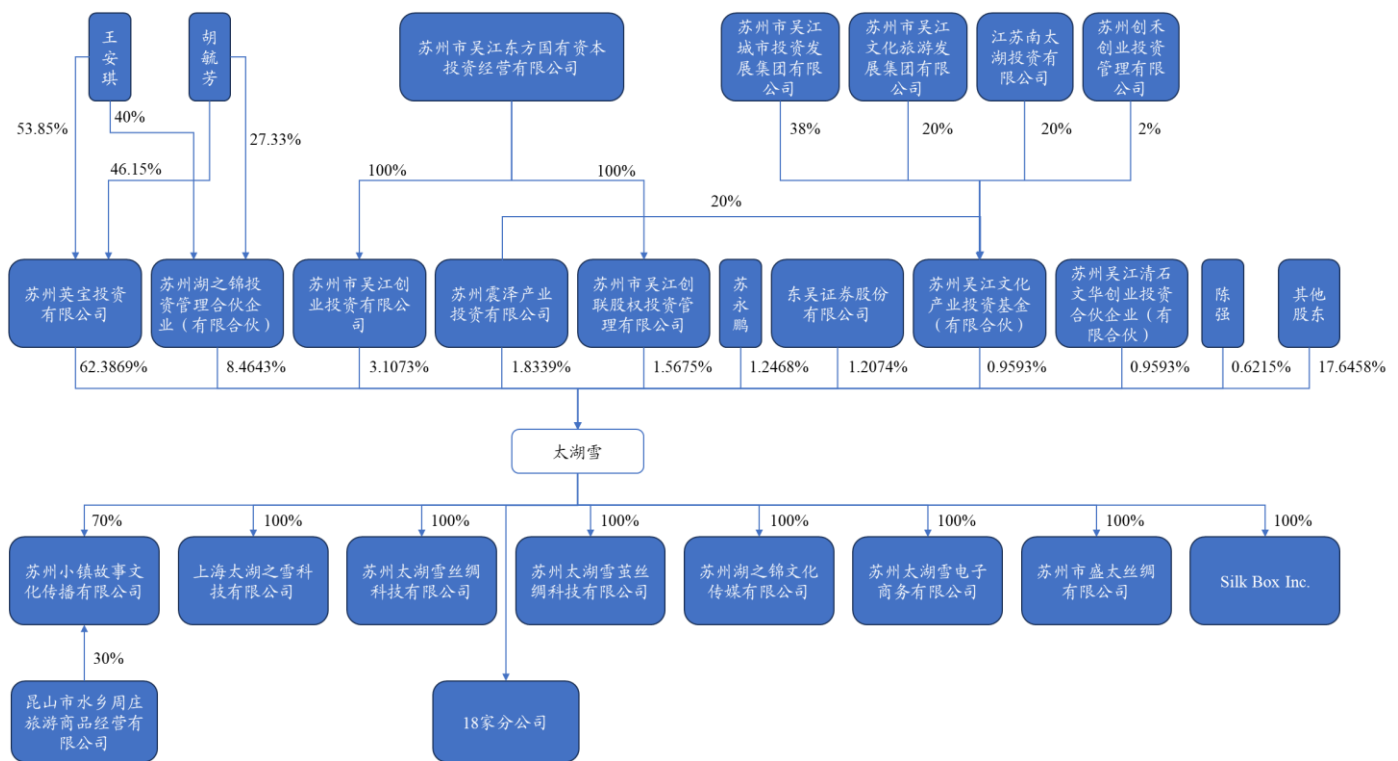 王
安
琪
胡
毓
芳
苏州市吴江东方国有资本
投资经营有限公司
苏州市吴江
城市投资发
展集团有限
公司
苏州市吴江
文化旅游发
展集团有限
公司
江苏南太
湖投资有
限公司
苏州创禾
创业投资
管理有限
公司
53.85%
40%
46.15%
27.33%
100%
100%
38%
20%
20%
2%
20%
苏州英宝投资
有限公司
苏州湖之锦投
资管理合伙企
业（有限合伙）
苏州市吴江创
业投资有限公
司
苏州震泽产业
投资有限公司
苏州市吴江创
联股权投资管
理有限公司
苏
永
鹏
东吴证券股份有
限公司
苏州吴江文化
产业投资基金
（有限合伙）
苏州吴江清石
文华创业投资
合伙企业（有
限合伙）
陈
强
其他
股东
62.3869%
8.4643%
3.1073%
1.8339%
1.5675%
1.2468%
1.2074%
0.9593%
0.9593%
0.6215%
17.6458%
太湖雪
70%
100%
100%
100%
100%
100%
100%
100%
苏州小镇故事文
化传播有限公司
上海太湖之雪科
技有限公司
苏州太湖雪丝绸
科技有限公司
苏州太湖雪茧丝
绸科技有限公司
苏州湖之锦文化
传媒有限公司
苏州太湖雪电子
商务有限公司
苏州市盛太丝绸
有限公司
Silk Box Inc.
30%
昆山市水乡周庄
旅游商品经营有
限公司
18家分公司